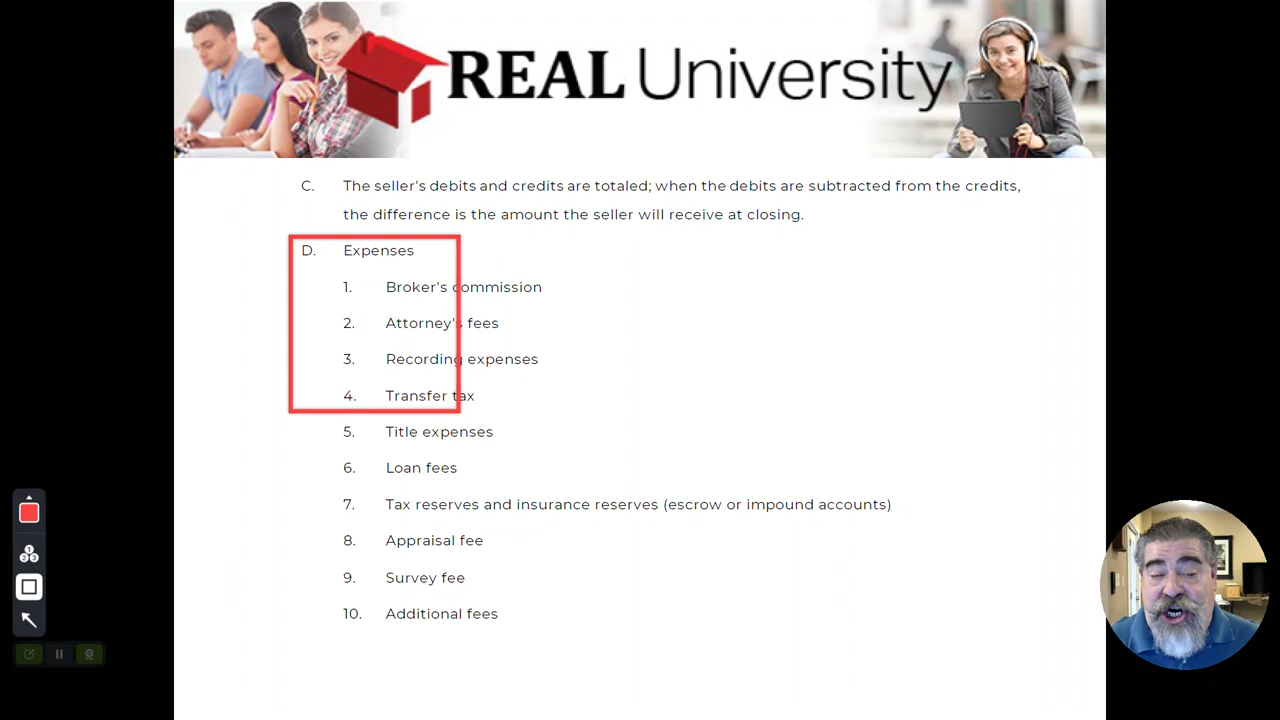 REAL University
C. The seller's debits and credits are totaled; when the debits are subtracted from the credits,
the difference is the amount the seller will receive at closing.
D. Expenses
1. Broker's commission
2. Attorney's fees
3. Recording expenses
4. Transfer tax
5. Title expenses
6. Loan fees
7. Tax reserves and insurance reserves (escrow or impound accounts)
8. Appraisal fee
9. Survey fee
10. Additional fees